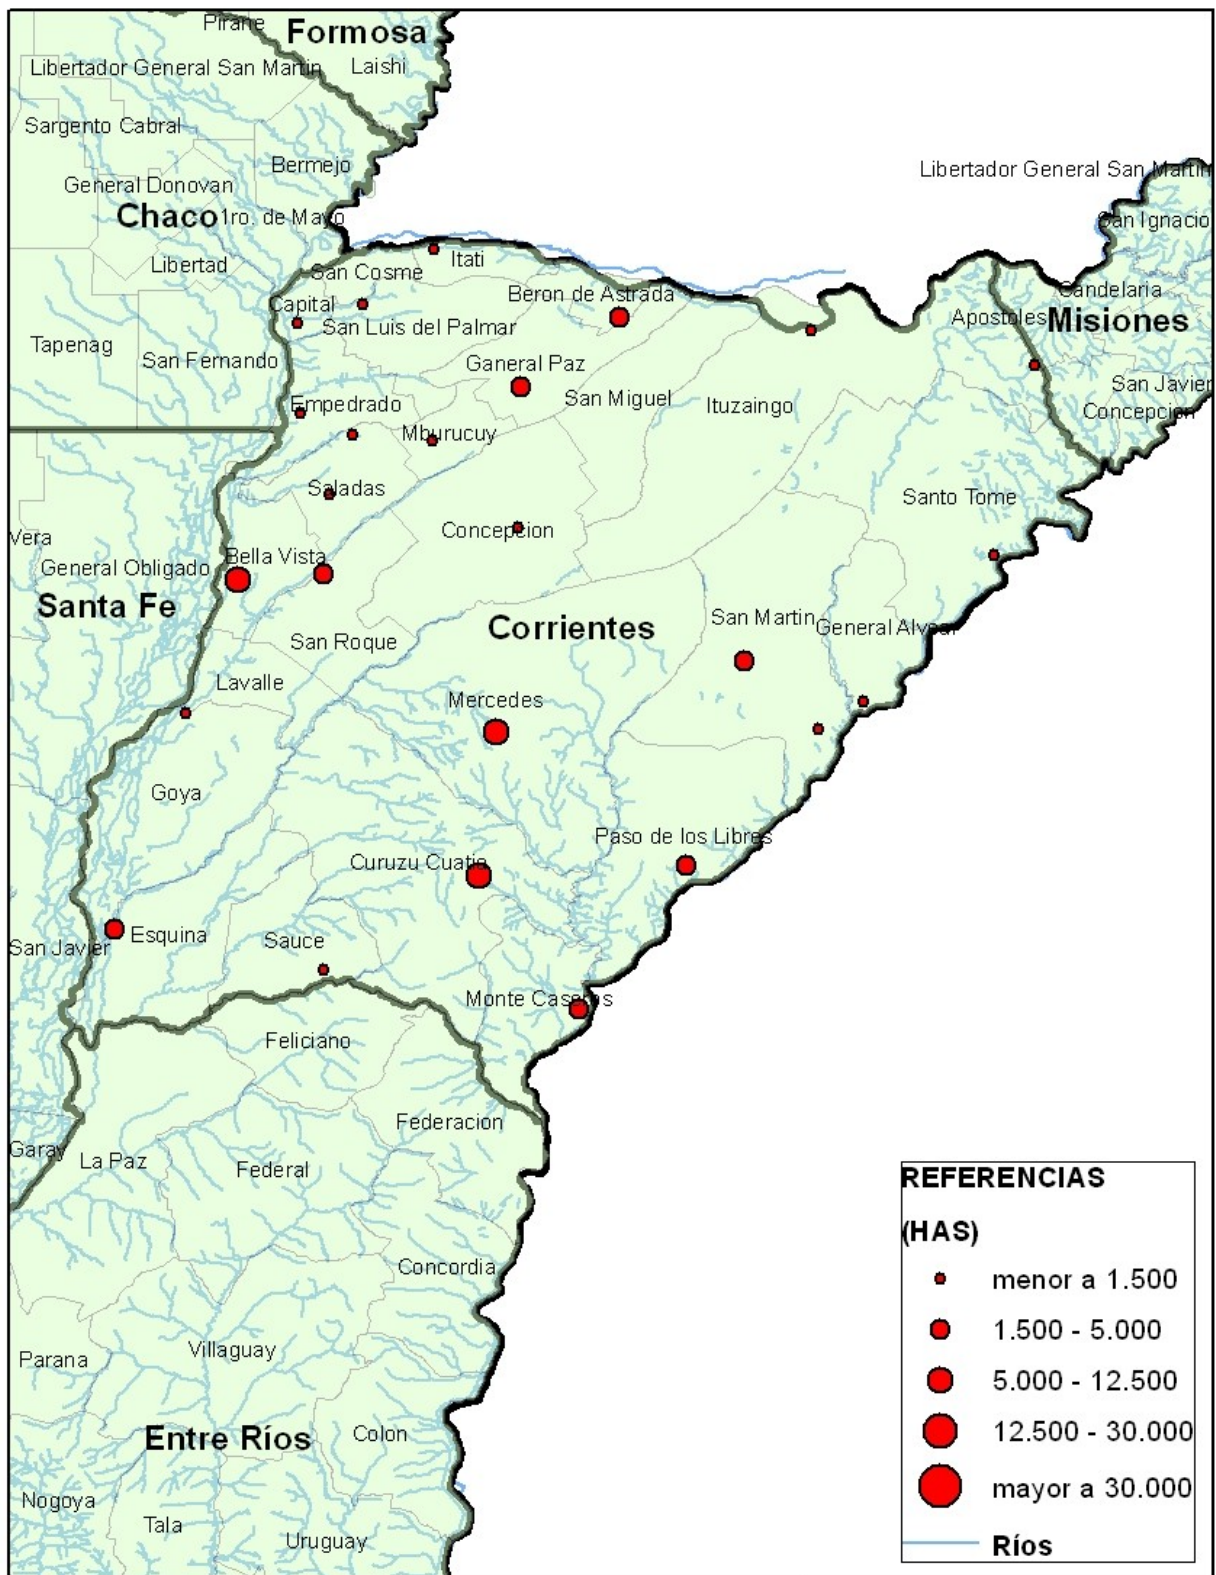 Pirane
Formosa
Libertador General San Martin
Laishi
Sargento Cabral
Bermejo
Libertador General San Martin
General Donovan
Chaco
1ro. de Mayo
San Ignacio
Libertad
San Cosme
Itati
Capital
Beron de Astrada
Candelaria
San Luis del Palmar
Apostoles
Misiones
Tapenag
San Fernando
Ganeral Paz
San Miguel
San Javier
Empedrado
Ituzaingo
Concepcion
Mburucuy
Saladas
Santo Tome
Vera
Concepcion
General Obligado
Bella Vista
Santa Fe
Corrientes
San Martin
General Alvear
San Roque
Lavalle
Mercedes
Goya
Paso de los Libres
Curuzu Cuatia
San Javier
Esquina
Sauce
Monte Caseros
Feliciano
Federacion
Garay
La Paz
Federal
Concordia
Villaguay
Parana
Entre Ríos
Colon
Nogoya
Tala
Uruguay
REFERENCIAS
(HAS)
menor a 1.500
1.500 - 5.000
5.000 - 12.500
12.500 - 30.000
mayor a 30.000
Ríos